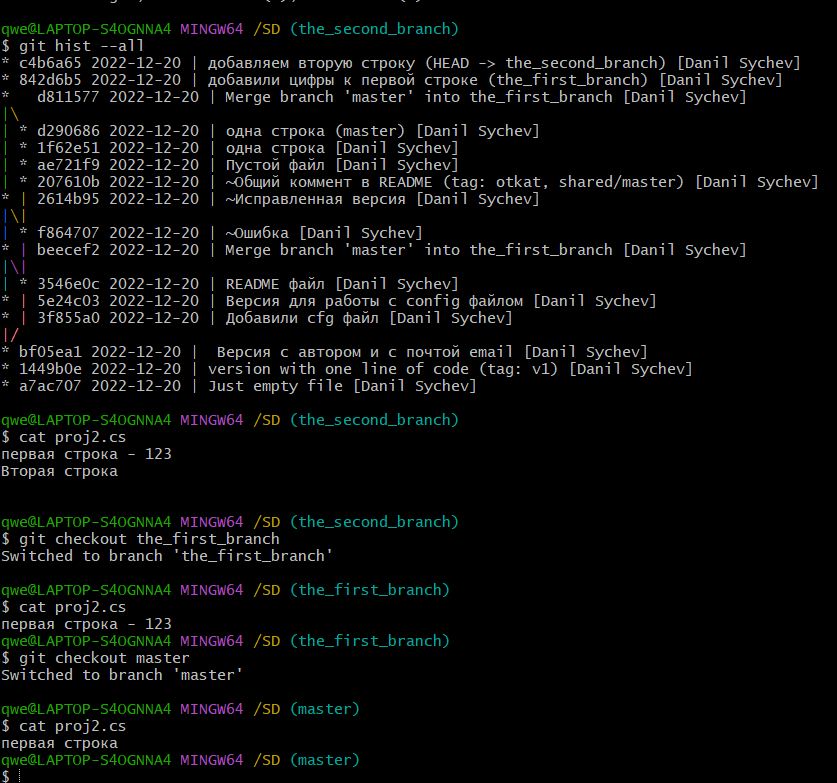 qwe@LAPTOP-S4OGNNA4 MINGW64 /SD (the_second_branch)
$ git hist --all
* c4b6a65 2022-12-20 | добавляем вторую строку (HEAD -> the_second_branch) [Danil Sychev]
* 842d6b5 2022-12-20 | добавили цифры к первой строке (the_first_branch) [Danil Sychev]
*   d811577 2022-12-20 | Merge branch 'master' into the_first_branch [Danil Sychev]
|\
| * d290686 2022-12-20 | одна строка (master) [Danil Sychev]
| * 1f62e51 2022-12-20 | одна строка [Danil Sychev]
| * ae721f9 2022-12-20 | Пустой файл [Danil Sychev]
| * 207610b 2022-12-20 | ~Общий коммент в README (tag: otkat, shared/master) [Danil Sychev]
* | 2614b95 2022-12-20 | ~Исправленная версия [Danil Sychev]
|\|
| * f864707 2022-12-20 | ~Ошибка [Danil Sychev]
* | beecef2 2022-12-20 | Merge branch 'master' into the_first_branch [Danil Sychev]
|\|
| * 3546e0c 2022-12-20 | README файл [Danil Sychev]
* | 5e24c03 2022-12-20 | Версия для работы с config файлом [Danil Sychev]
* | 3f855a0 2022-12-20 | Добавили cfg файл [Danil Sychev]
|/
* bf05ea1 2022-12-20 |  Версия с автором и с почтой email [Danil Sychev]
* 1449b0e 2022-12-20 | version with one line of code (tag: v1) [Danil Sychev]
* a7ac707 2022-12-20 | Just empty file [Danil Sychev]
qwe@LAPTOP-S4OGNNA4 MINGW64 /SD (the_second_branch)
$ cat proj2.cs
первая строка - 123
Вторая строка
qwe@LAPTOP-S4OGNNA4 MINGW64 /SD (the_second_branch)
$ git checkout the_first_branch
Switched to branch 'the_first_branch'
qwe@LAPTOP-S4OGNNA4 MINGW64 /SD (the_first_branch)
$ cat proj2.cs
первая строка - 123
qwe@LAPTOP-S4OGNNA4 MINGW64 /SD (the_first_branch)
$ git checkout master
Switched to branch 'master'
qwe@LAPTOP-S4OGNNA4 MINGW64 /SD (master)
$ cat proj2.cs
первая строка
qwe@LAPTOP-S4OGNNA4 MINGW64 /SD (master)
$